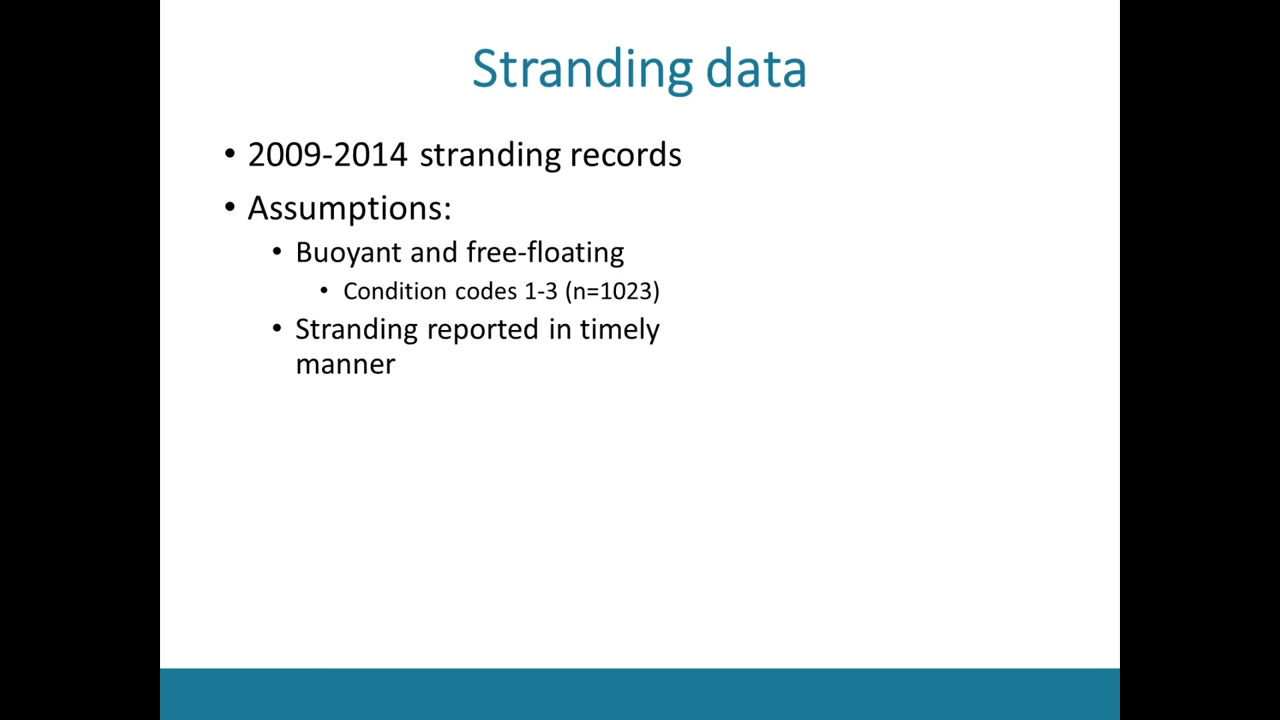 Stranding data
• 2009-2014 stranding records
• Assumptions:
• Buoyant and free-floating
• Condition codes 1-3 (n=1023)
• Stranding reported in timely
manner